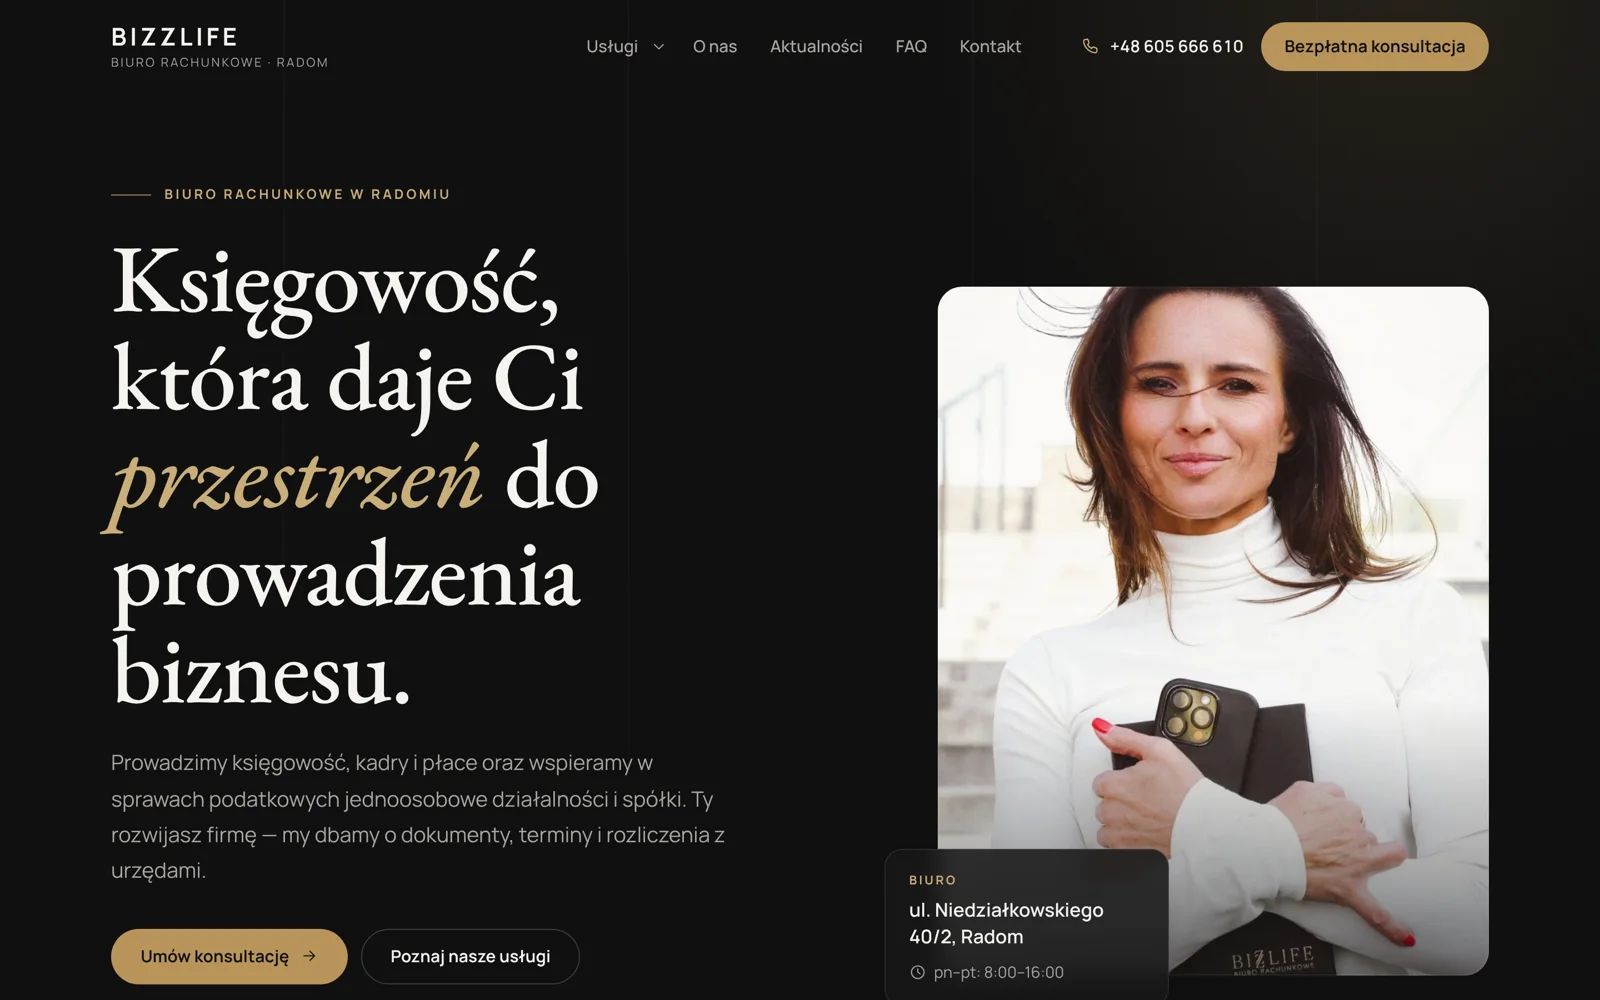 BIZZLIFE
BIURO RACHUNKOWE · RADOM
Usługi
O nas
Aktualności
FAQ
Kontakt
+48 605 666 610
Bezpłatna konsultacja
BIURO RACHUNKOWE W RADOMIU
Księgowość,
która daje Ci
przestrzeń do
prowadzenia
biznesu.
Prowadzimy księgowość, kadry i płace oraz wspieramy w
sprawach podatkowych jednoosobowe działalności i spółki. Ty
rozwijasz firmę — my dbamy o dokumenty, terminy i rozliczenia z
urzędami.
Umów konsultację →
Poznaj nasze usługi
BIURO
ul. Niedziałkowskiego
40/2, Radom
pn–pt: 8:00–16:00
BIZZLIFE
BIURO RACHUNKOWE